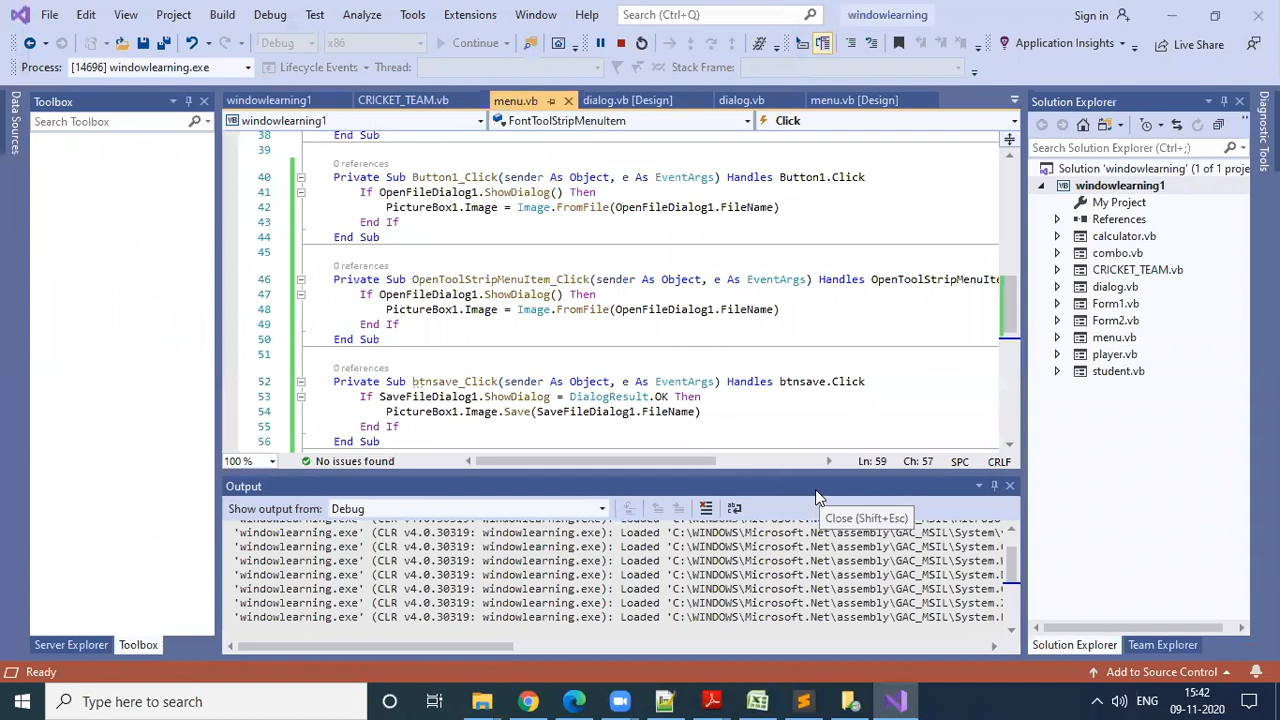 File Edit View Project Build Debug Test Analyze Tools Extensions Window Help Search (Ctrl+Q) windowlearning Sign in
Debug x86 Continue Application Insights Live Share
Process: [14696] windowlearning.exe Lifecycle Events Thread: Stack Frame:
Data Sources
Toolbox
Search Toolbox
Server Explorer Toolbox
windowlearning1 CRICKET_TEAM.vb menu.vb dialog.vb [Design] dialog.vb menu.vb [Design]
windowlearning1 FontToolStripMenuItem Click
38 End Sub
39
0 references
40 Private Sub Button1_Click(sender As Object, e As EventArgs) Handles Button1.Click
41 If OpenFileDialog1.ShowDialog() Then
42 PictureBox1.Image = Image.FromFile(OpenFileDialog1.FileName)
43 End If
44 End Sub
45
0 references
46 Private Sub OpenToolStripMenuItem_Click(sender As Object, e As EventArgs) Handles OpenToolStripMenuIte
47 If OpenFileDialog1.ShowDialog() Then
48 PictureBox1.Image = Image.FromFile(OpenFileDialog1.FileName)
49 End If
50 End Sub
51
0 references
52 Private Sub btnsave_Click(sender As Object, e As EventArgs) Handles btnsave.Click
53 If SaveFileDialog1.ShowDialog = DialogResult.OK Then
54 PictureBox1.Image.Save(SaveFileDialog1.FileName)
55 End If
56 End Sub
100 % No issues found Ln: 59 Ch: 57 SPC CRLF
Output
Show output from: Debug
Close (Shift+Esc)
'windowlearning.exe' (CLR v4.0.30319: windowlearning.exe): Loaded 'C:\WINDOWS\Microsoft.Net\assembly\GAC_MSIL\System\
'windowlearning.exe' (CLR v4.0.30319: windowlearning.exe): Loaded 'C:\WINDOWS\Microsoft.Net\assembly\GAC_MSIL\System.
'windowlearning.exe' (CLR v4.0.30319: windowlearning.exe): Loaded 'C:\WINDOWS\Microsoft.Net\assembly\GAC_MSIL\System.
'windowlearning.exe' (CLR v4.0.30319: windowlearning.exe): Loaded 'C:\WINDOWS\Microsoft.Net\assembly\GAC_MSIL\System.
'windowlearning.exe' (CLR v4.0.30319: windowlearning.exe): Loaded 'C:\WINDOWS\Microsoft.Net\assembly\GAC_MSIL\System.
'windowlearning.exe' (CLR v4.0.30319: windowlearning.exe): Loaded 'C:\WINDOWS\Microsoft.Net\assembly\GAC_MSIL\System.
'windowlearning.exe' (CLR v4.0.30319: windowlearning.exe): Loaded 'C:\WINDOWS\Microsoft.Net\assembly\GAC_MSIL\System.
Solution Explorer
Search Solution Explorer (Ctrl+;)
Solution 'windowlearning' (1 of 1 proje
windowlearning1
My Project
References
calculator.vb
combo.vb
CRICKET_TEAM.vb
dialog.vb
Form1.vb
Form2.vb
menu.vb
player.vb
student.vb
Solution Explorer Team Explorer
Diagnostic Tools
Ready Add to Source Control
Type here to search ENG 15:42
09-11-2020